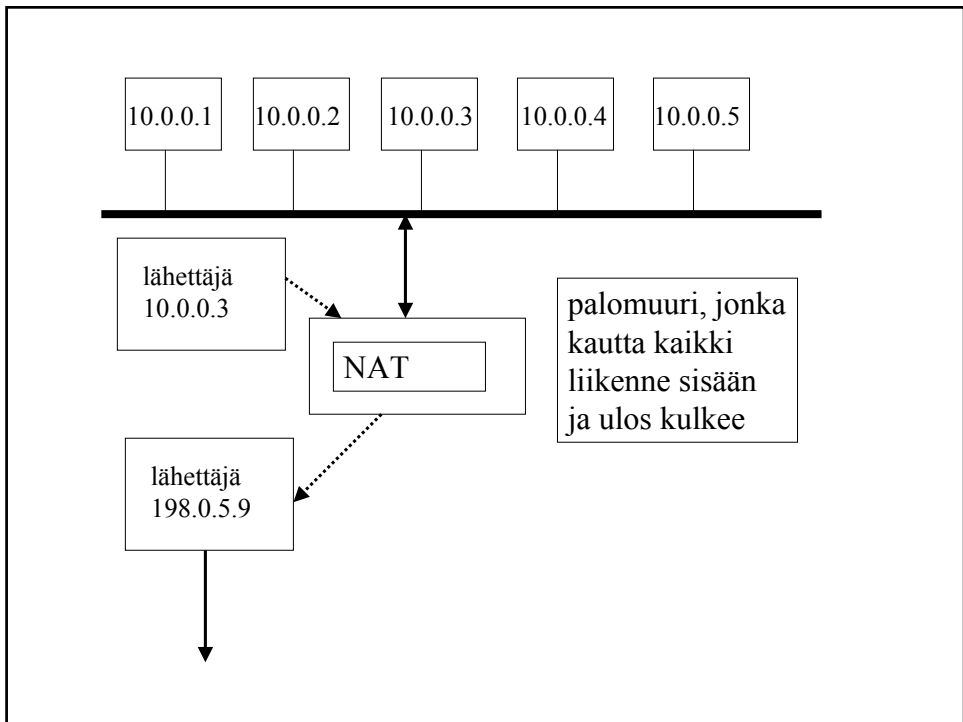 10.0.0.1
10.0.0.2
10.0.0.3
10.0.0.4
10.0.0.5
lähettäjä
10.0.0.3
NAT
palomuuri, jonka
kautta kaikki
liikenne sisään
ja ulos kulkee
lähettäjä
198.0.5.9